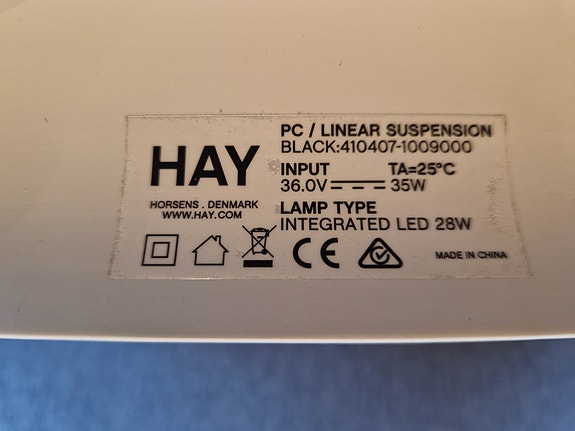 HAY
HORSENS . DENMARK
WWW.HAY.COM
PC / LINEAR SUSPENSION
BLACK:410407-1009000
INPUT TA=25°C
36.0V⎓35W
LAMP TYPE
INTEGRATED LED 28W
CE
MADE IN CHINA